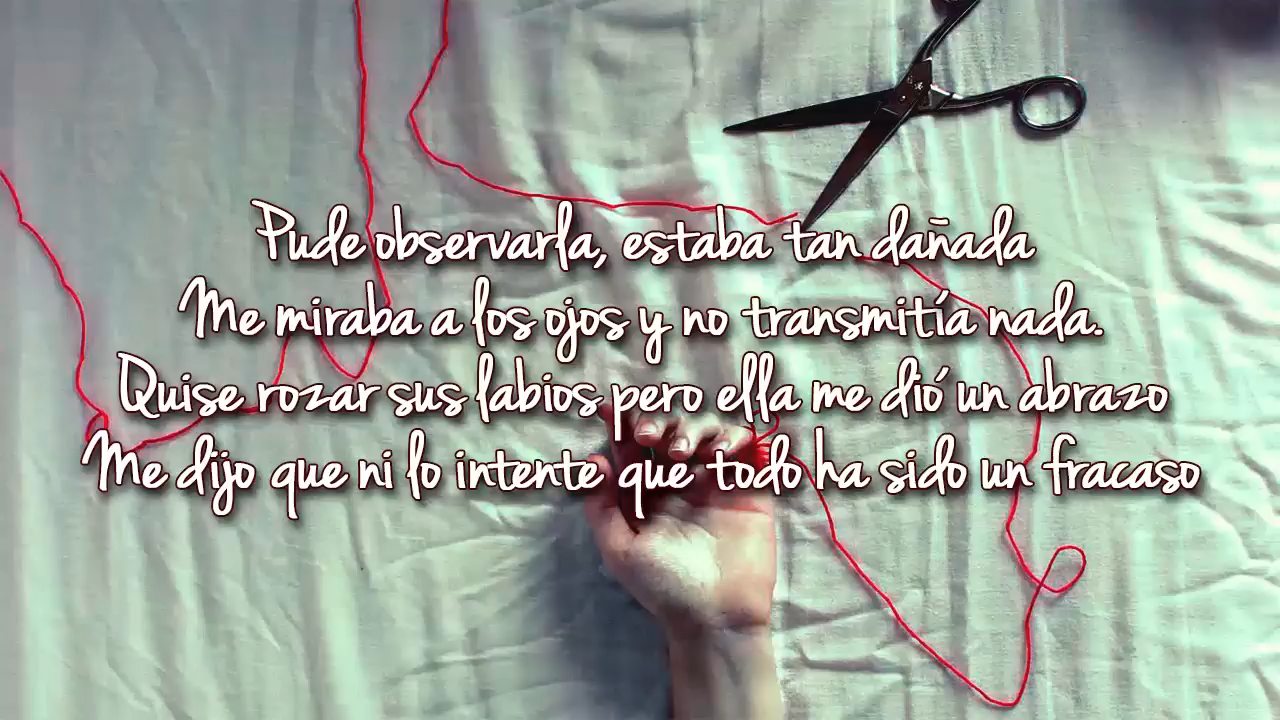 Pude observarla, estaba tan dañada
Me miraba a los ojos y no transmitía nada.
Quise rozar sus labios pero ella me dió un abrazo
Me dijo que ni lo intente que todo ha sido un fracaso